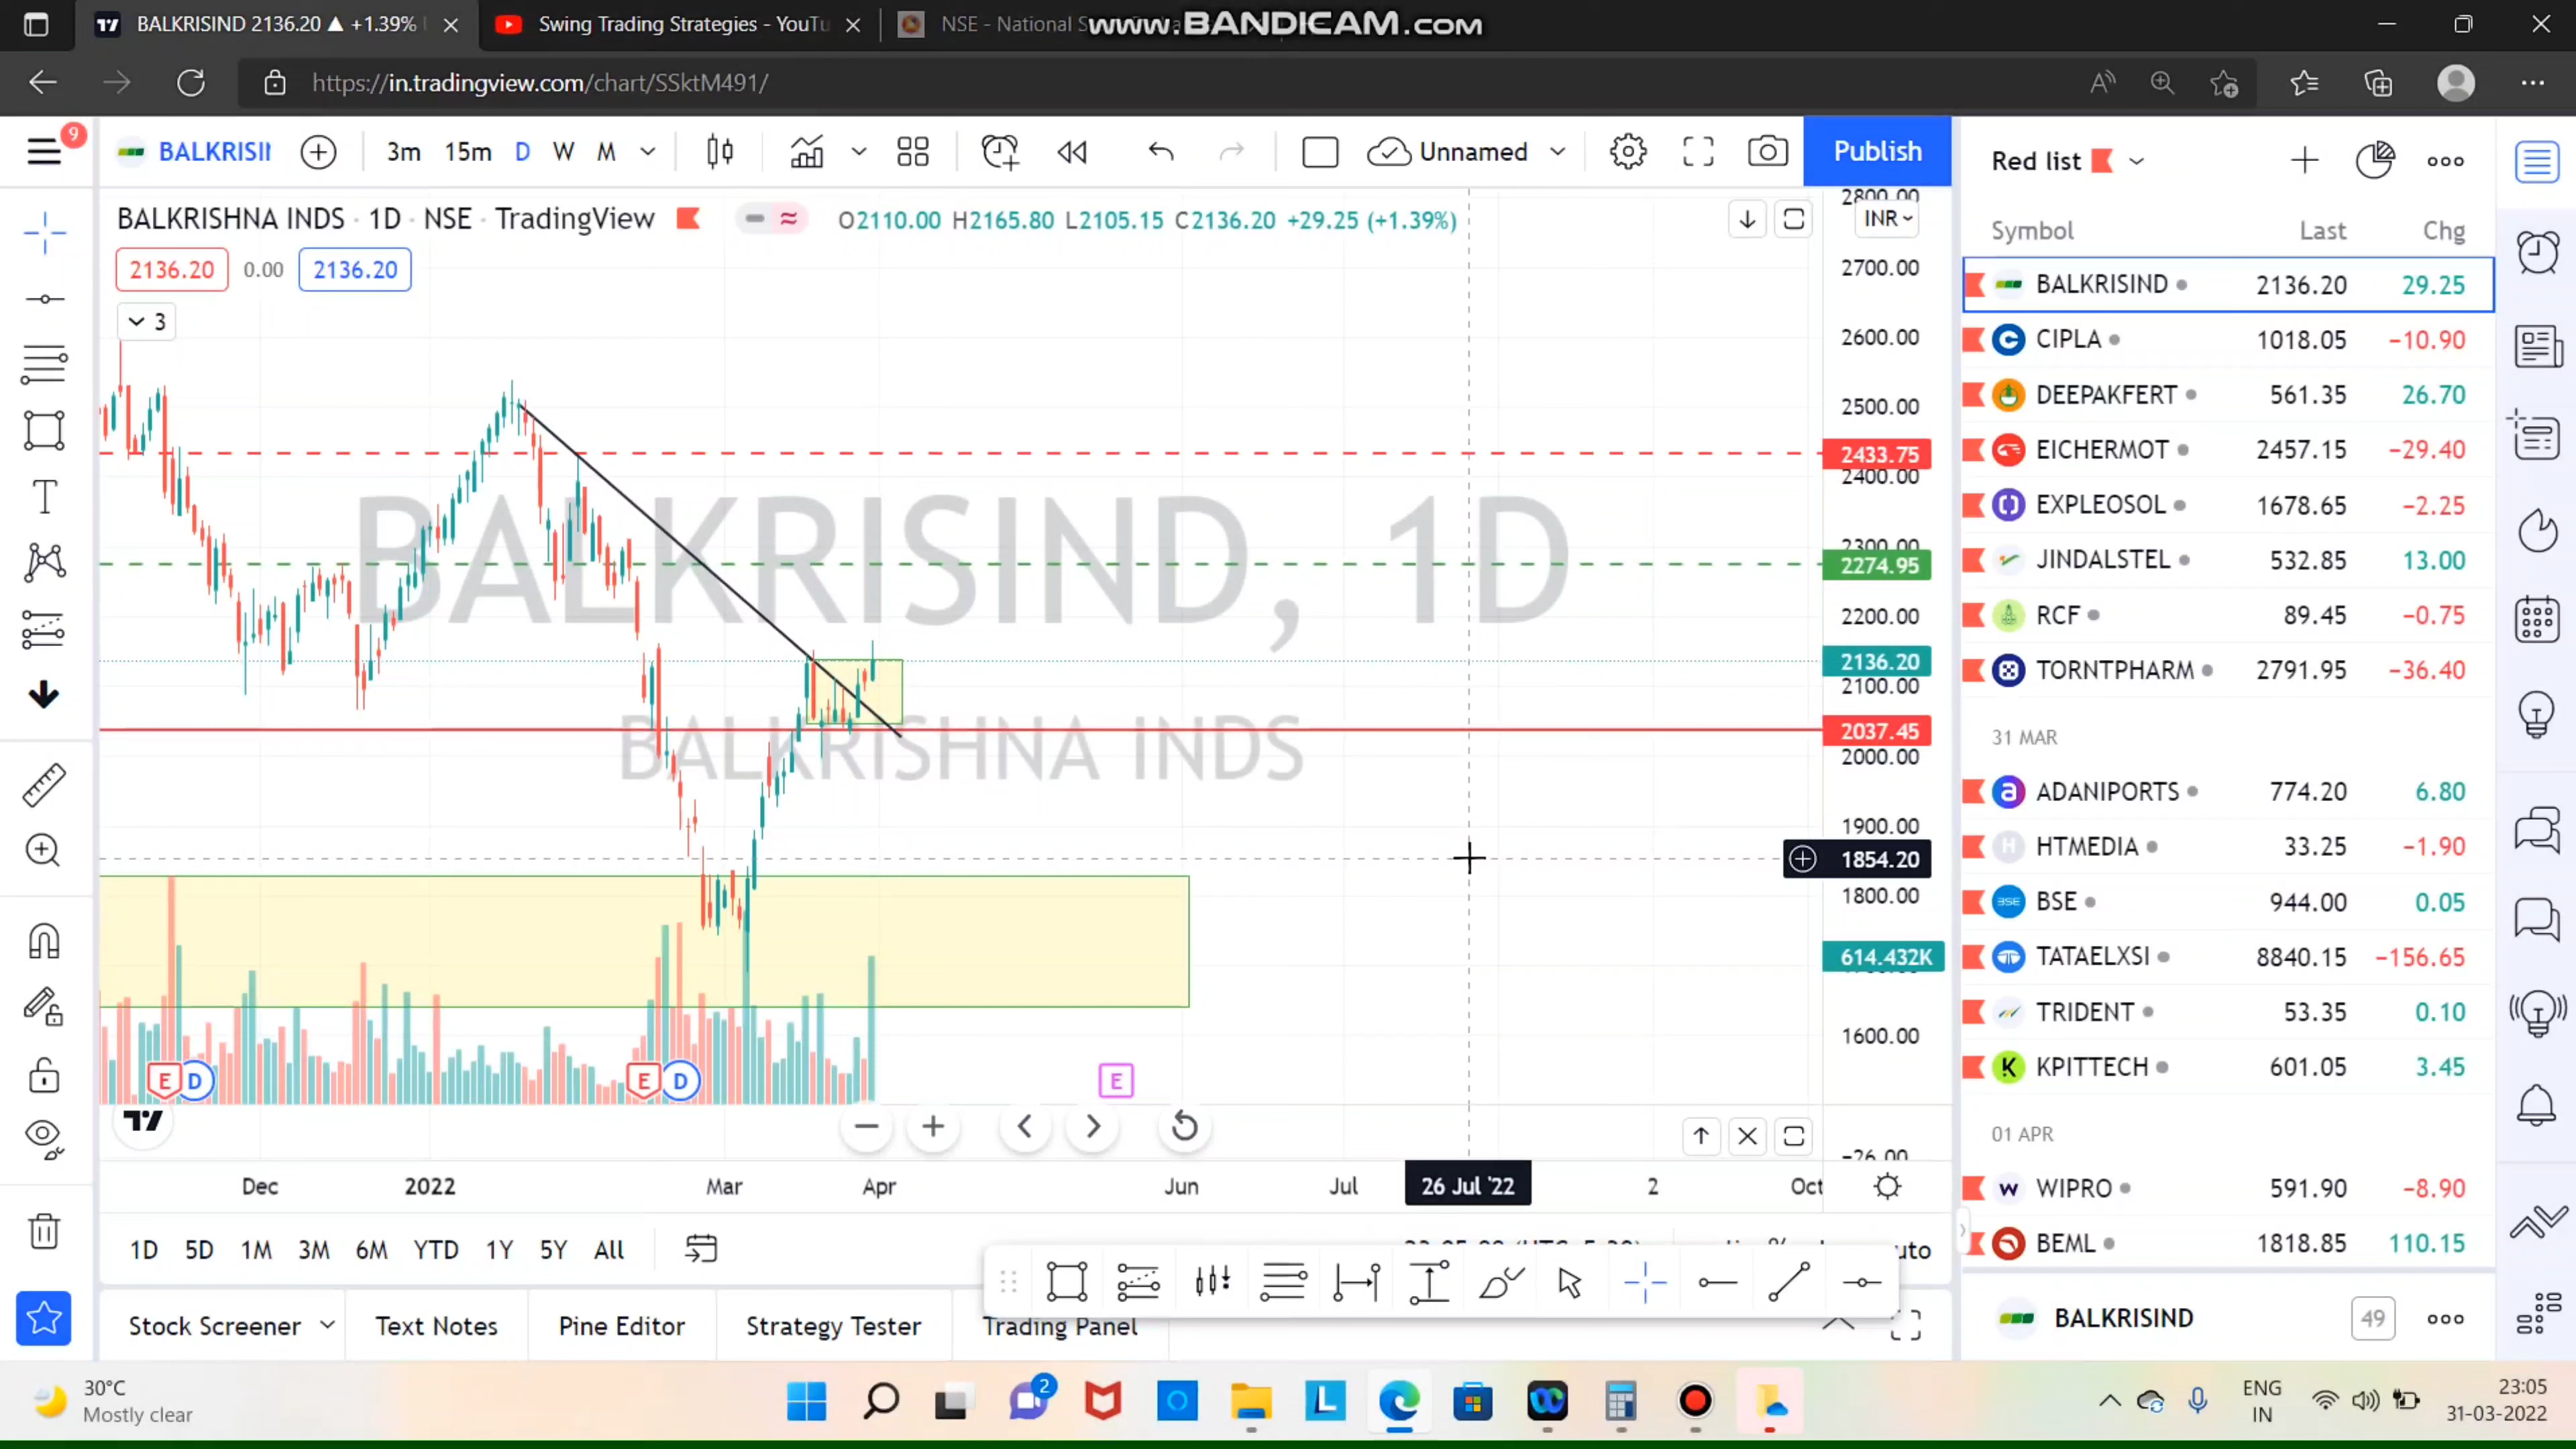 BALKRISIND 2136.20 ▲ +1.39%
Swing Trading Strategies - YouTu
NSE - National S
www.BANDICAM.com
https://in.tradingview.com/chart/SSktM491/
9
BALKRISII
3m 15m D W M
Unnamed
Publish
BALKRISHNA INDS · 1D · NSE · TradingView
O2110.00 H2165.80 L2105.15 C2136.20 +29.25 (+1.39%)
INR
2136.20 0.00 2136.20
3
BALKRISIND, 1D
BALKRISHNA INDS
2800.00
2700.00
2600.00
2500.00
2433.75
2400.00
2300.00
2274.95
2200.00
2136.20
2100.00
2037.45
2000.00
1900.00
1854.20
1800.00
614.432K
1600.00
-26.00
E D
E D
E
Dec 2022 Mar Apr Jun Jul 26 Jul '22 2 Oct
1D 5D 1M 3M 6M YTD 1Y 5Y All
uto
Stock Screener Text Notes Pine Editor Strategy Tester Trading Panel
Red list
Symbol Last Chg
BALKRISIND 2136.20 29.25
CIPLA 1018.05 −10.90
DEEPAKFERT 561.35 26.70
EICHERMOT 2457.15 −29.40
EXPLEOSOL 1678.65 −2.25
JINDALSTEL 532.85 13.00
RCF 89.45 −0.75
TORNTPHARM 2791.95 −36.40
31 MAR
ADANIPORTS 774.20 6.80
HTMEDIA 33.25 −1.90
BSE 944.00 0.05
TATAELXSI 8840.15 −156.65
TRIDENT 53.35 0.10
KPITTECH 601.05 3.45
01 APR
WIPRO 591.90 −8.90
BEML 1818.85 110.15
BALKRISIND 49
30°C
Mostly clear
2
ENG
IN
23:05
31-03-2022